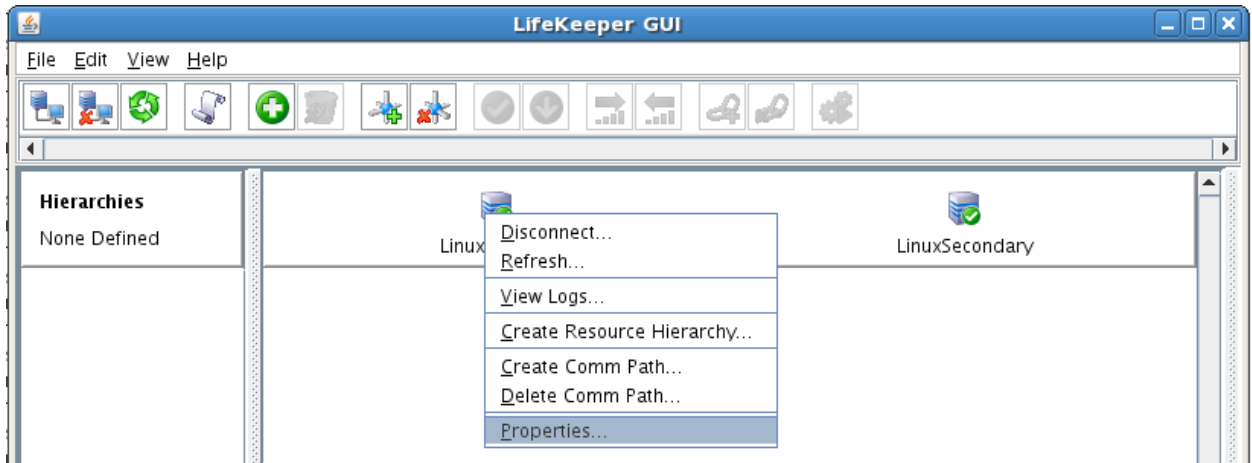 LifeKeeper GUI
File Edit View Help
Hierarchies
None Defined
Linux
LinuxSecondary
Disconnect...
Refresh...
View Logs...
Create Resource Hierarchy...
Create Comm Path...
Delete Comm Path...
Properties...